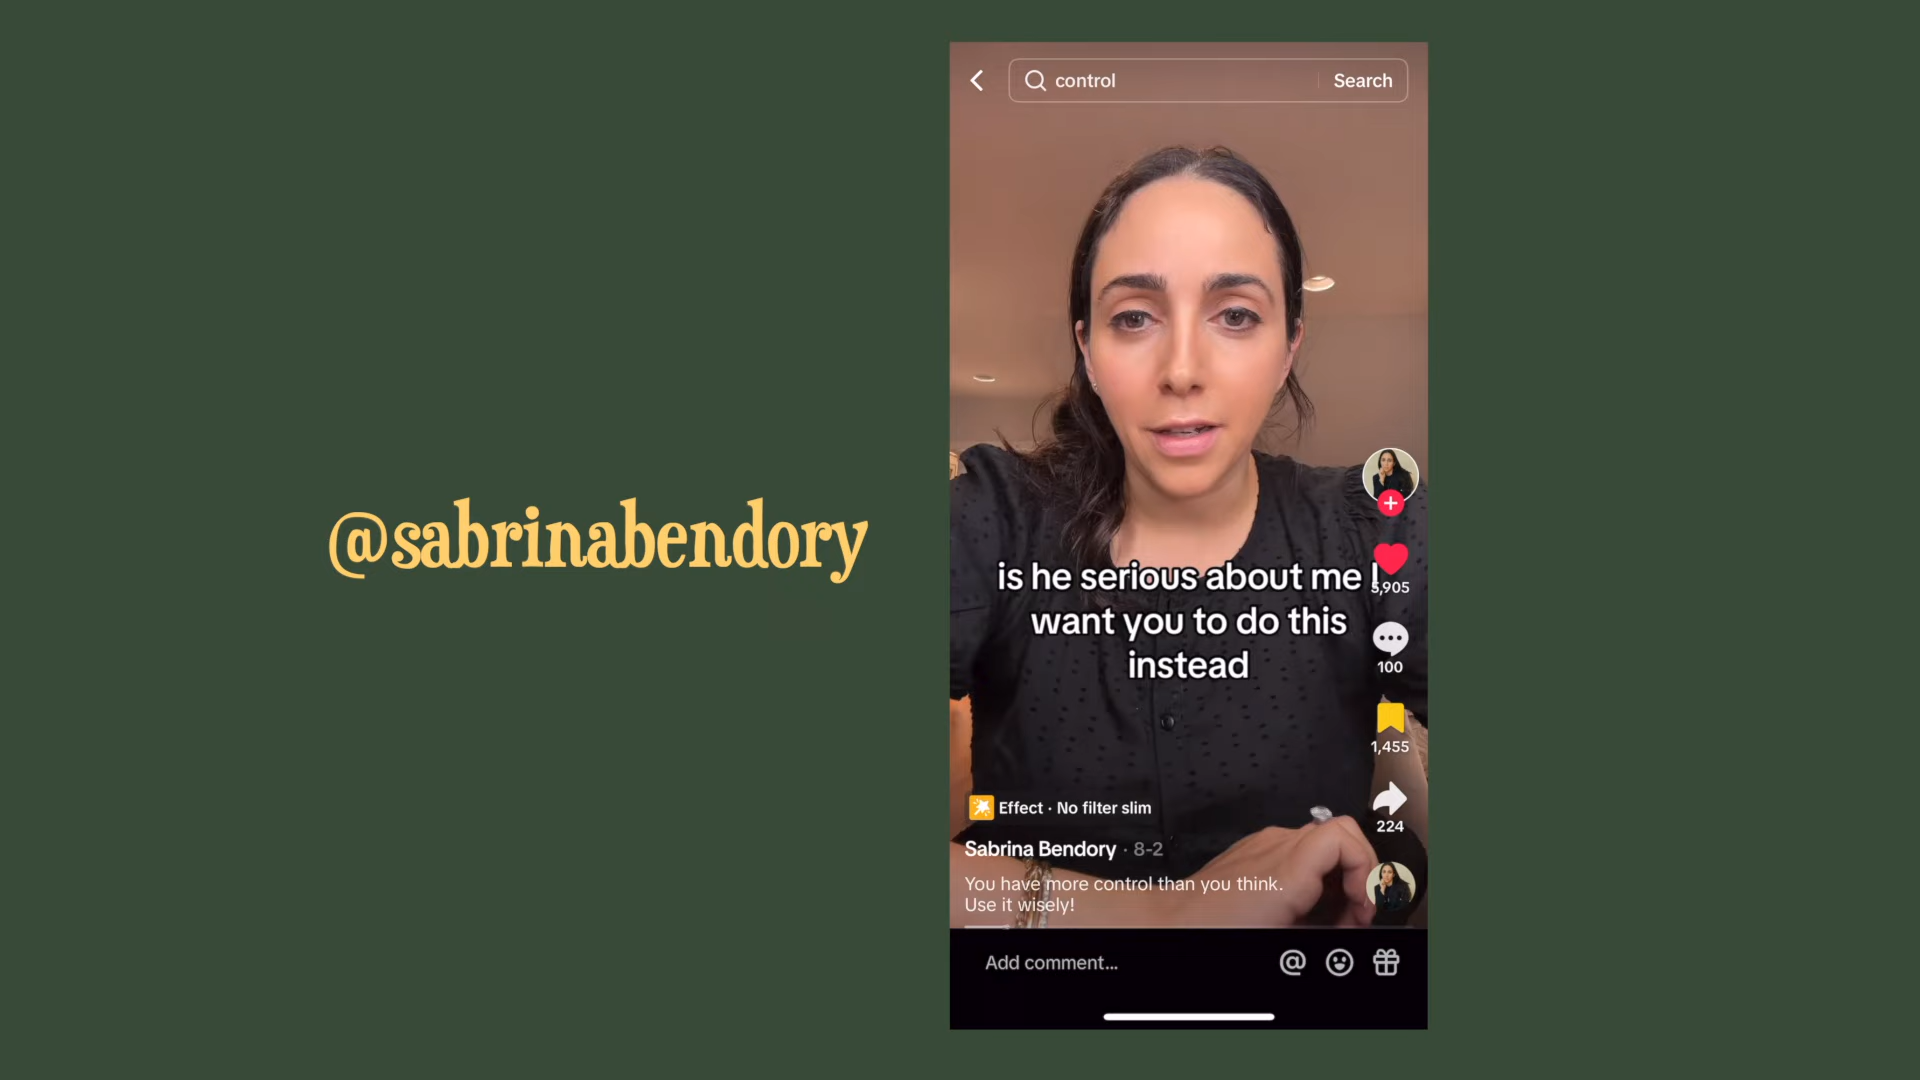 @sabrinabendory
control
Search
is he serious about me I
want you to do this
instead
5,905
100
1,455
224
Effect · No filter slim
Sabrina Bendory · 8-2
You have more control than you think.
Use it wisely!
Add comment...